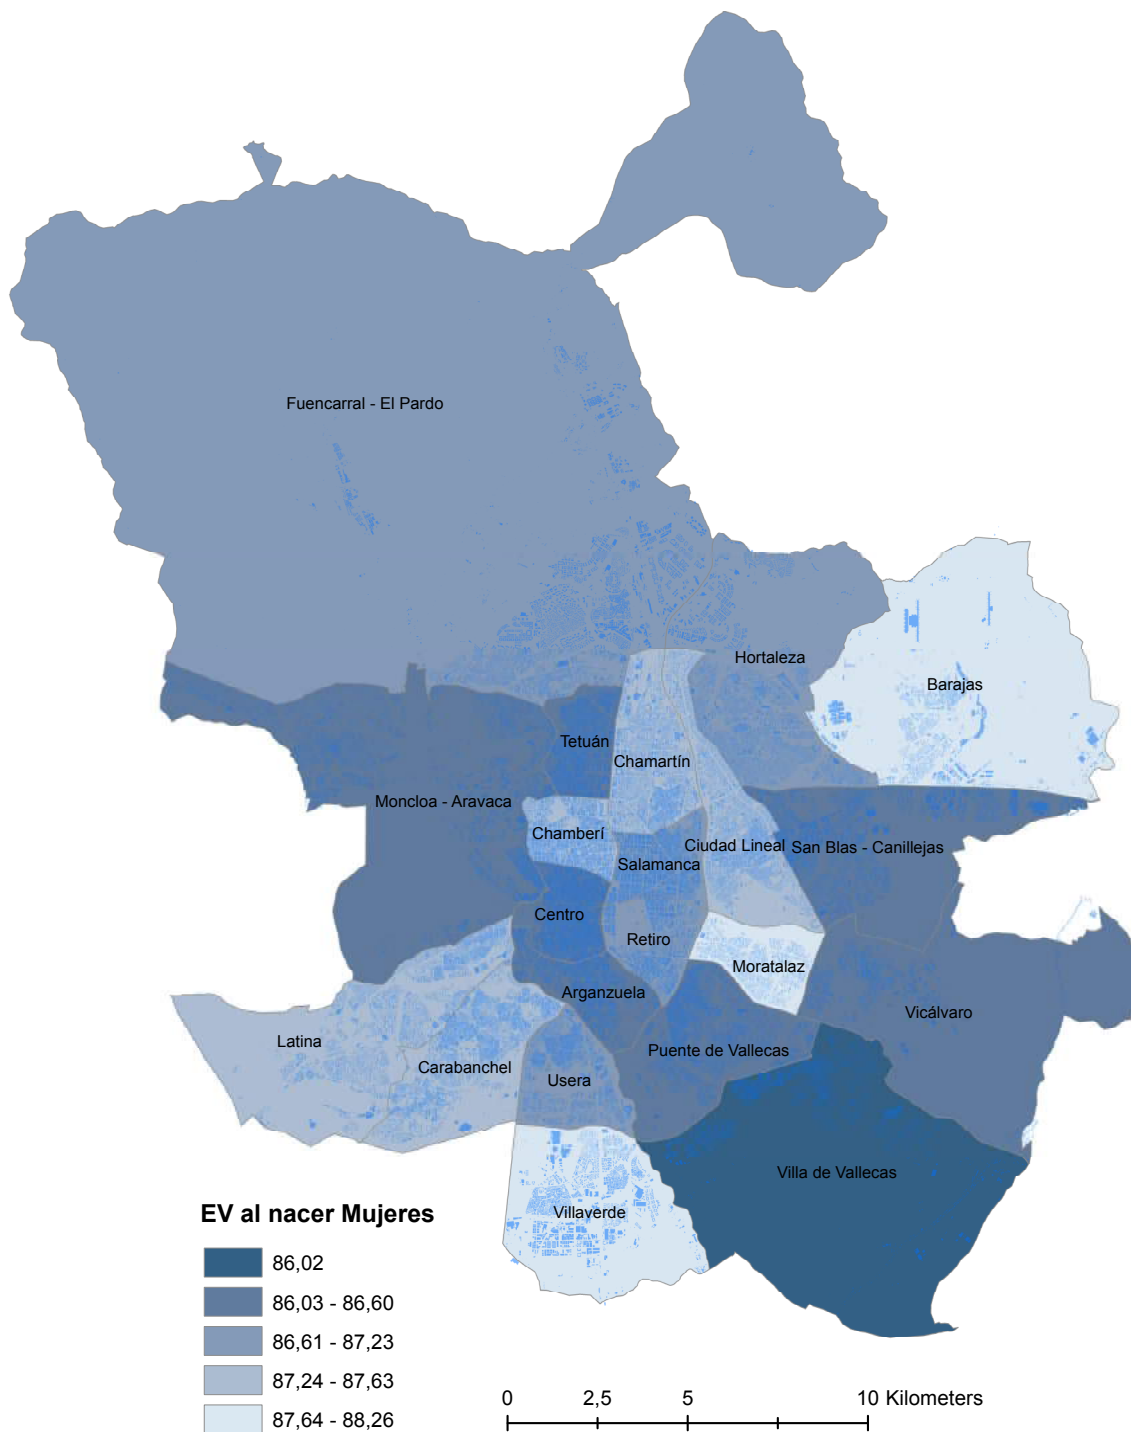 Fuencarral - El Pardo
Hortaleza
Barajas
Tetuán
Chamartín
Moncloa - Aravaca
Chamberí
Ciudad Lineal
San Blas - Canillejas
Salamanca
Centro
Retiro
Moratalaz
Arganzuela
Vicálvaro
Latina
Puente de Vallecas
Carabanchel
Usera
Villa de Vallecas
Villaverde
EV al nacer Mujeres
86,02
86,03 - 86,60
86,61 - 87,23
87,24 - 87,63
87,64 - 88,26
0 2,5 5 10 Kilometers